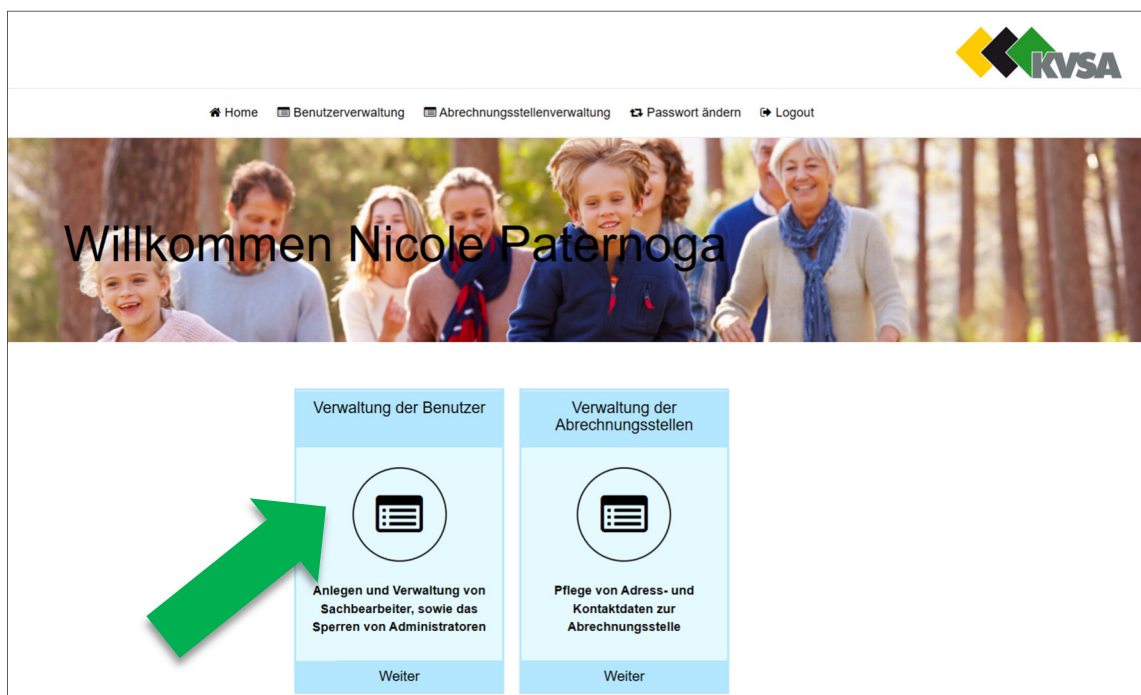 KVSA
Home Benutzerverwaltung Abrechnungsstellenverwaltung Passwort ändern Logout
Willkommen Nicole Paternoga
Verwaltung der Benutzer
Anlegen und Verwaltung von
Sachbearbeiter, sowie das
Sperren von Administratoren
Weiter
Verwaltung der
Abrechnungsstellen
Pflege von Adress- und
Kontaktdaten zur
Abrechnungsstelle
Weiter